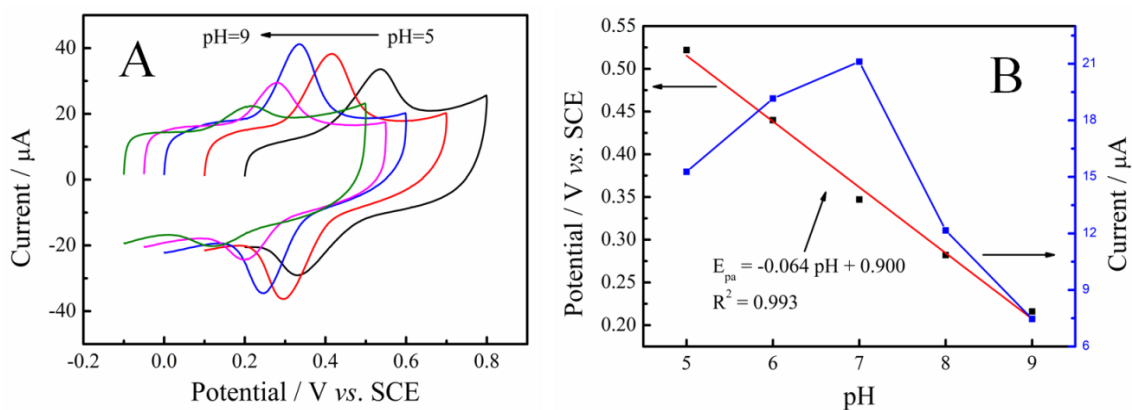 A
pH=9
pH=5
40
20
0
-20
-40
Current / μA
-0.2
0.0
0.2
0.4
0.6
0.8
Potential / V vs. SCE
B
0.55
0.50
0.45
0.40
0.35
0.30
0.25
0.20
Potential / V vs. SCE
E_pa = -0.064 pH + 0.900
R² = 0.993
5
6
7
8
9
pH
21
18
15
12
9
6
Current / μA